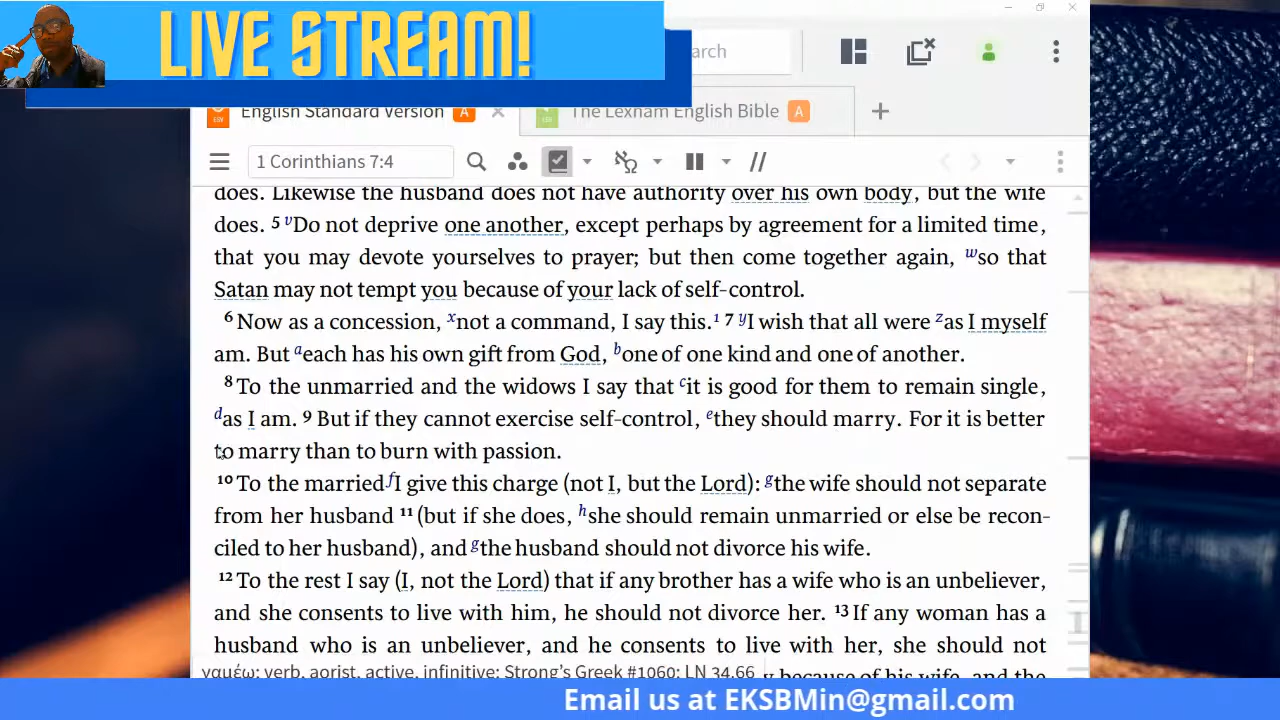 LIVE STREAM!
arch
English Standard Version A
The Lexham English Bible A
1 Corinthians 7:4
does. Likewise the husband does not have authority over his own body, but the wife
does. 5 vDo not deprive one another, except perhaps by agreement for a limited time,
that you may devote yourselves to prayer; but then come together again, wso that
Satan may not tempt you because of your lack of self-control.
6 Now as a concession, xnot a command, I say this.1 7 yI wish that all were zas I myself
am. But aeach has his own gift from God, bone of one kind and one of another.
8 To the unmarried and the widows I say that cit is good for them to remain single,
das I am. 9 But if they cannot exercise self-control, ethey should marry. For it is better
to marry than to burn with passion.
10 To the married fI give this charge (not I, but the Lord): gthe wife should not separate
from her husband 11 (but if she does, hshe should remain unmarried or else be recon-
ciled to her husband), and gthe husband should not divorce his wife.
12 To the rest I say (I, not the Lord) that if any brother has a wife who is an unbeliever,
and she consents to live with him, he should not divorce her. 13 If any woman has a
husband who is an unbeliever, and he consents to live with her, she should not
γαμέω; verb, aorist, active, infinitive; Strong's Greek #1060; LN 34.66
because of his wife, and the
Email us at EKSBMin@gmail.com